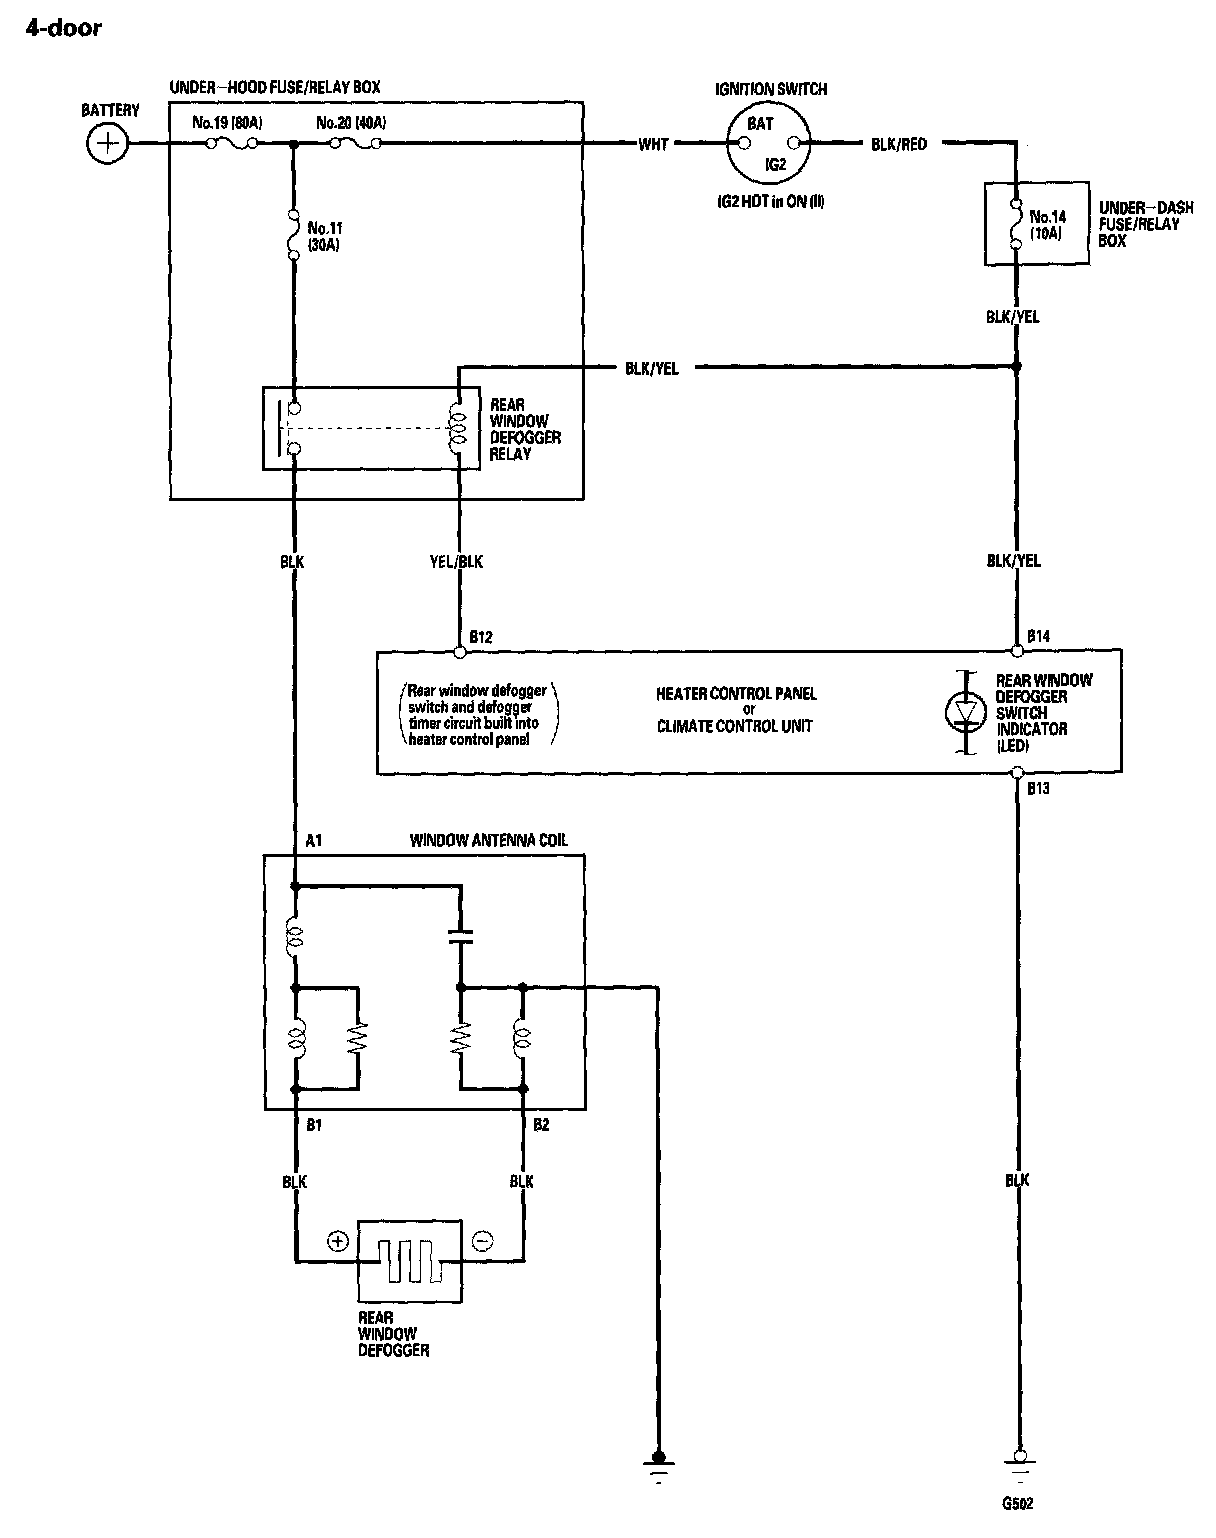 4-door
UNDER-HOOD FUSE/RELAY BOX
IGNITION SWITCH
BATTERY
No.19 (80A)
No.20 (40A)
BAT
WHT
BLK/RED
IG2
IG2 HOT in ON (II)
No.14
(10A)
UNDER-DASH
FUSE/RELAY
BOX
No.11
(30A)
BLK/YEL
BLK/YEL
REAR
WINDOW
DEFOGGER
RELAY
BLK
YEL/BLK
BLK/YEL
B12
B14
(Rear window defogger
switch and defogger
timer circuit built into
heater control panel)
HEATER CONTROL PANEL
or
CLIMATE CONTROL UNIT
REAR WINDOW
DEFOGGER
SWITCH
INDICATOR
(LED)
B13
A1
WINDOW ANTENNA COIL
B1
B2
BLK
BLK
BLK
+
-
REAR
WINDOW
DEFOGGER
G502